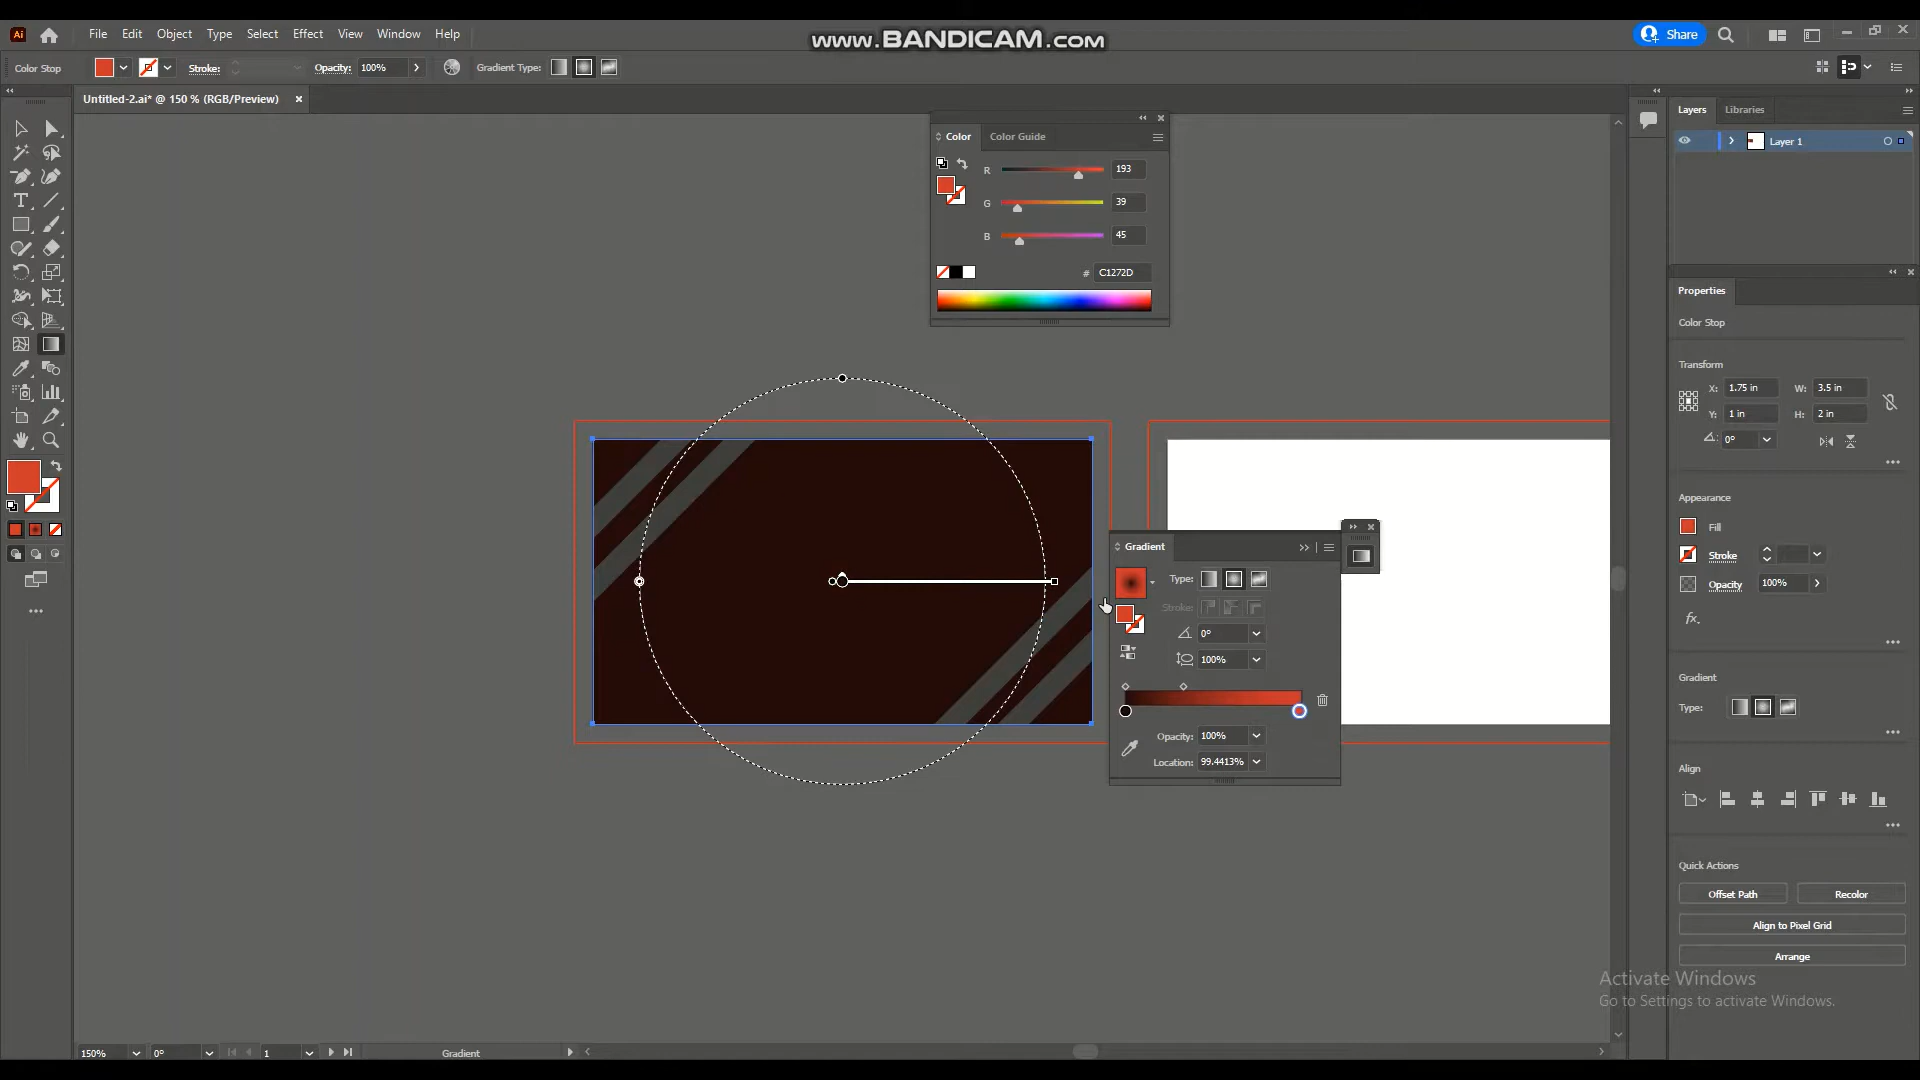 www.BANDICAM.com
Ai File Edit Object Type Select Effect View Window Help
Share
Color Stop
Stroke:
Opacity: 100%
Gradient Type:
Untitled-2.ai* @ 150 % (RGB/Preview)
Color Color Guide
R 193
G 39
B 45
# C1272D
Layers Libraries
Layer 1
Properties
Color Stop
Transform
X: 1.75 in W: 3.5 in
Y: 1 in H: 2 in
0°
Appearance
Fill
Stroke
Opacity 100%
fx.
Gradient
Type:
Align
Quick Actions
Offset Path Recolor
Align to Pixel Grid
Arrange
Gradient
Type:
Stroke:
0°
100%
Opacity: 100%
Location: 99.4413%
Activate Windows
Go to Settings to activate Windows.
150% 0° 1 Gradient